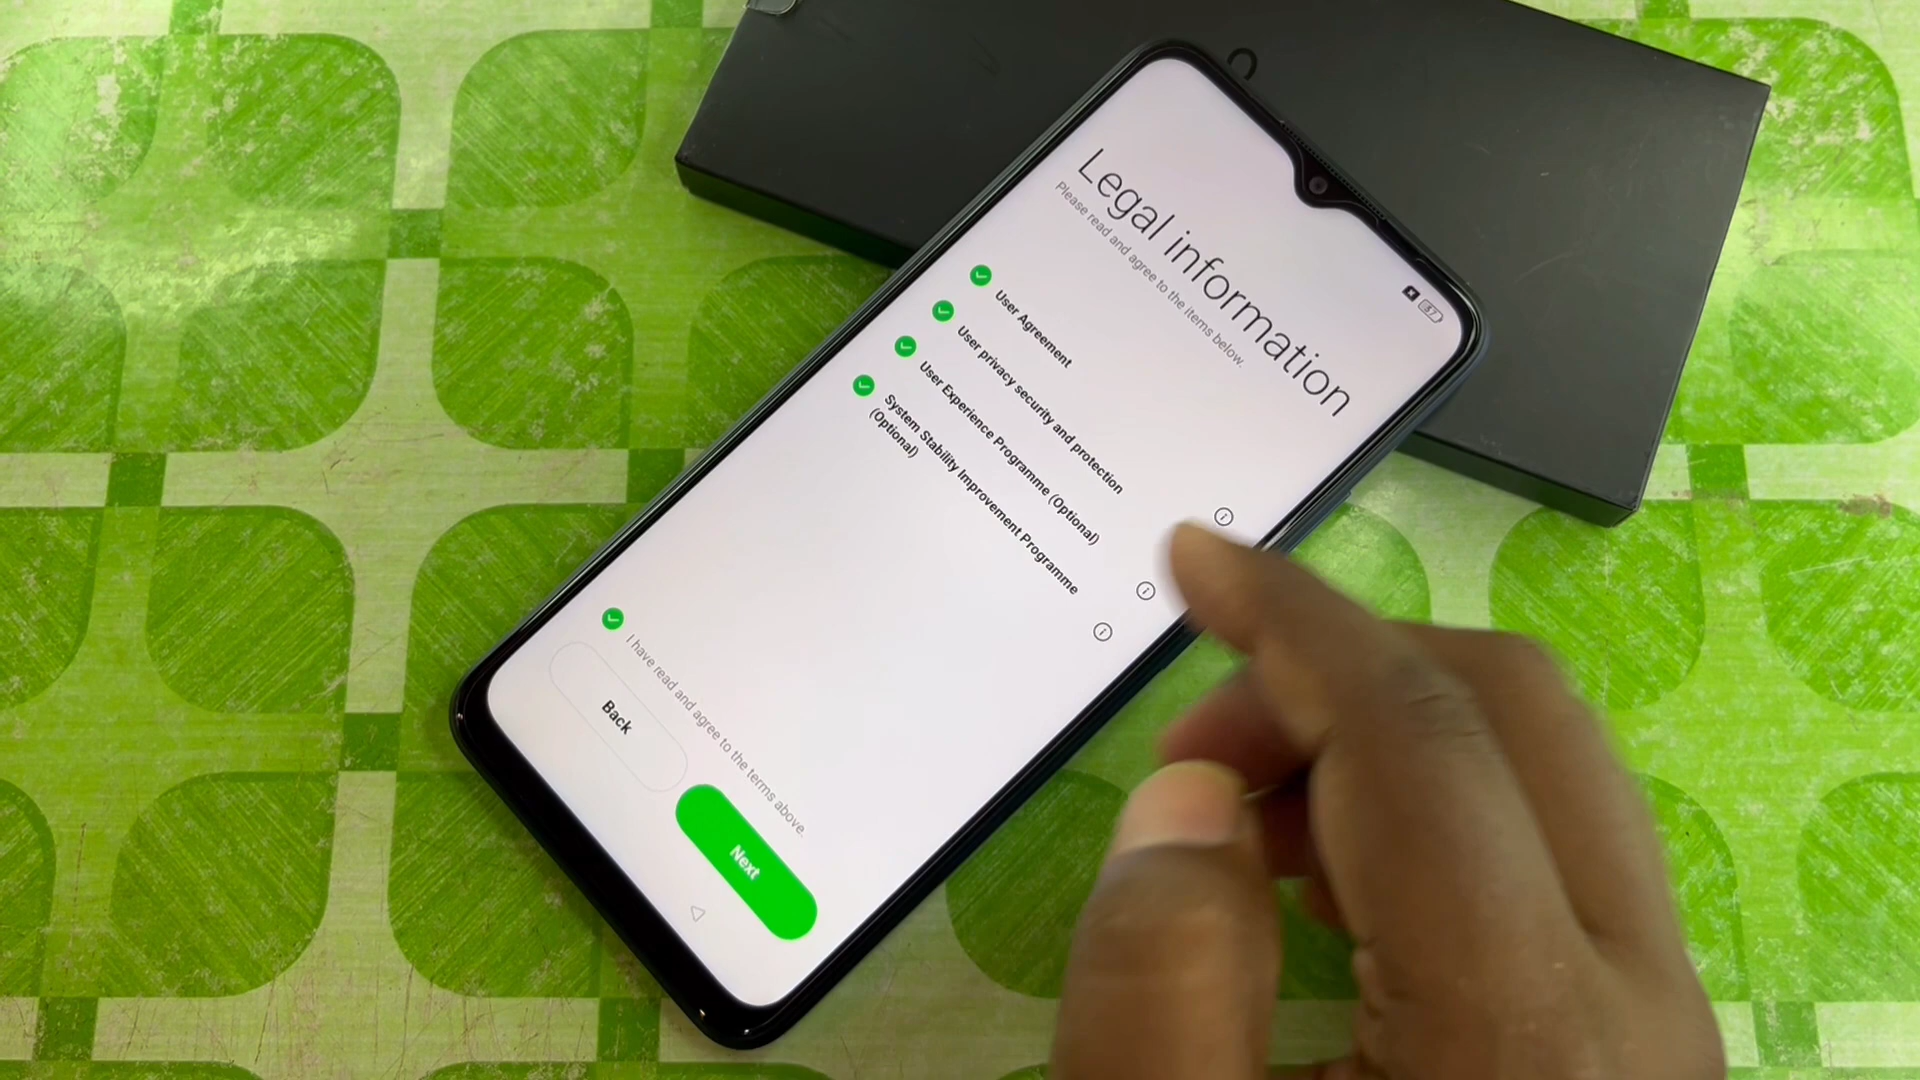 Legal information
Please read and agree to the items below.
User Agreement
User privacy security and protection
User Experience Programme (Optional)
System Stability Improvement Programme
(Optional)
I have read and agree to the terms above.
Back
Next